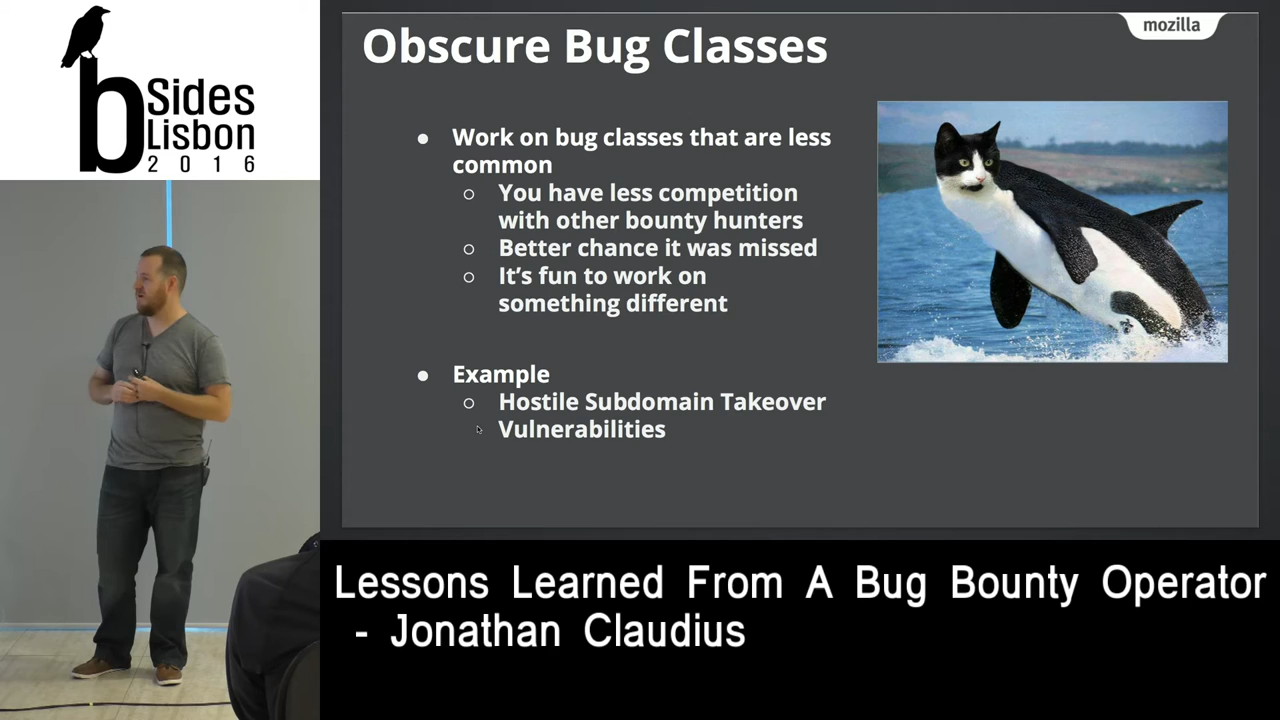 b Sides
Lisbon
2016
mozilla
Obscure Bug Classes
● Work on bug classes that are less
common
○ You have less competition
with other bounty hunters
○ Better chance it was missed
○ It's fun to work on
something different
● Example
○ Hostile Subdomain Takeover
Vulnerabilities
Lessons Learned From A Bug Bounty Operator
- Jonathan Claudius